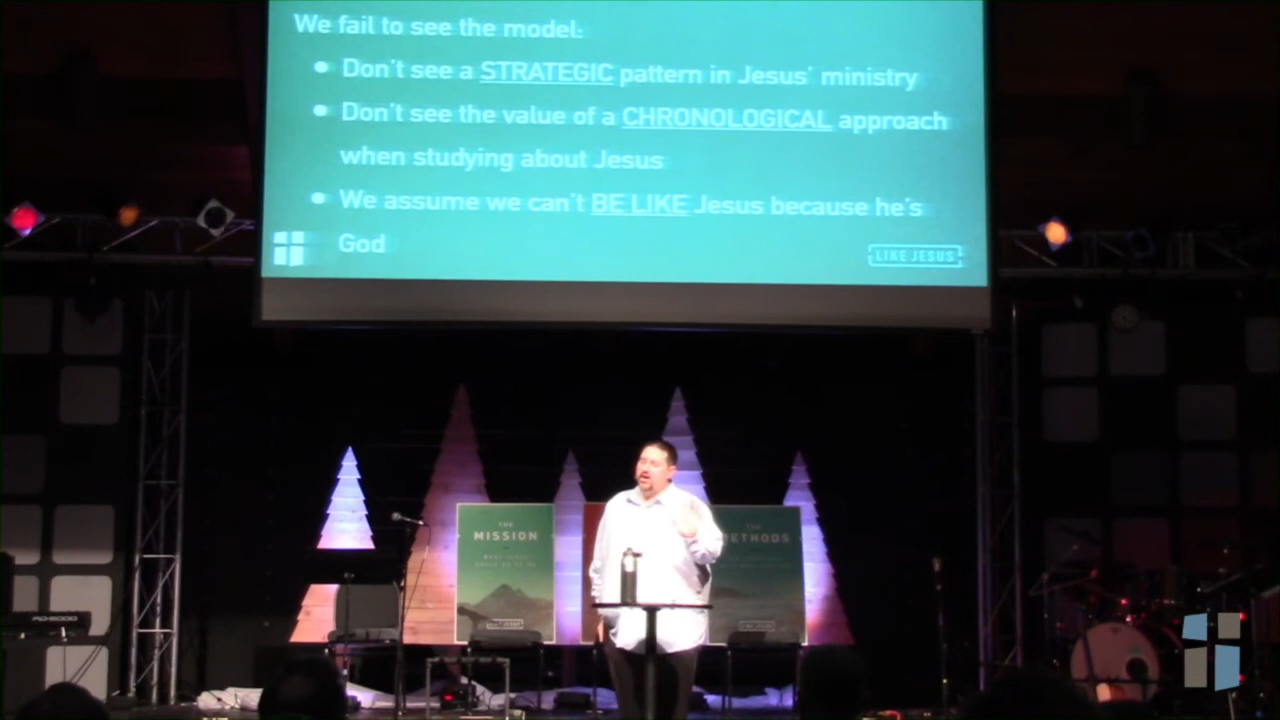 We fail to see the model:
• Don't see a STRATEGIC pattern in Jesus' ministry
• Don't see the value of a CHRONOLOGICAL approach
when studying about Jesus
• We assume we can't BE LIKE Jesus because he's
God
LIKE JESUS
THE
MISSION
THE
METHODS